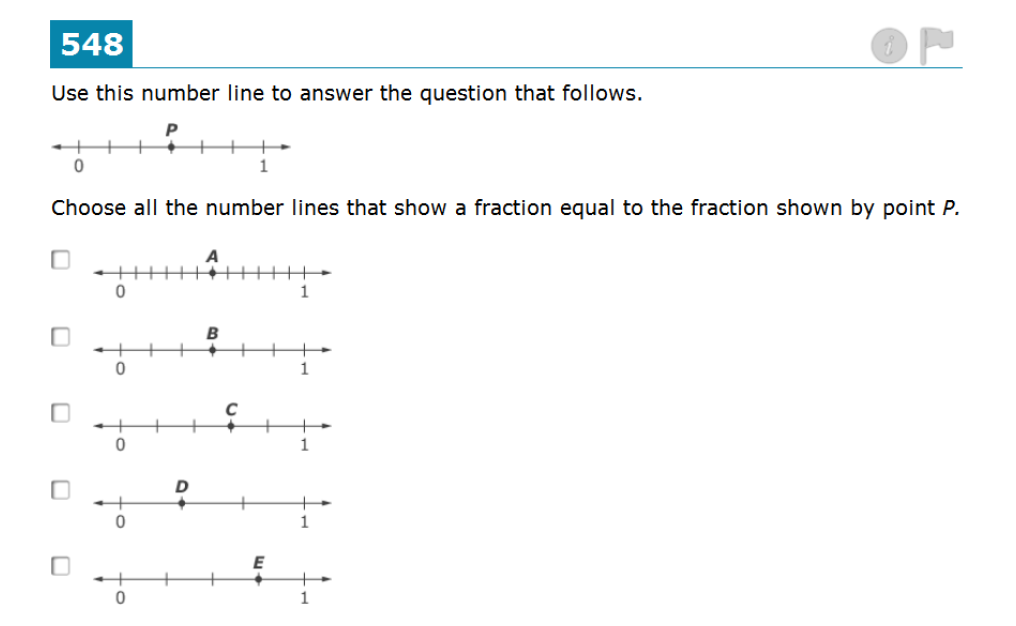 548
i
Use this number line to answer the question that follows.
P
0 1
Choose all the number lines that show a fraction equal to the fraction shown by point P.
A
0 1
B
0 1
C
0 1
D
0 1
E
0 1